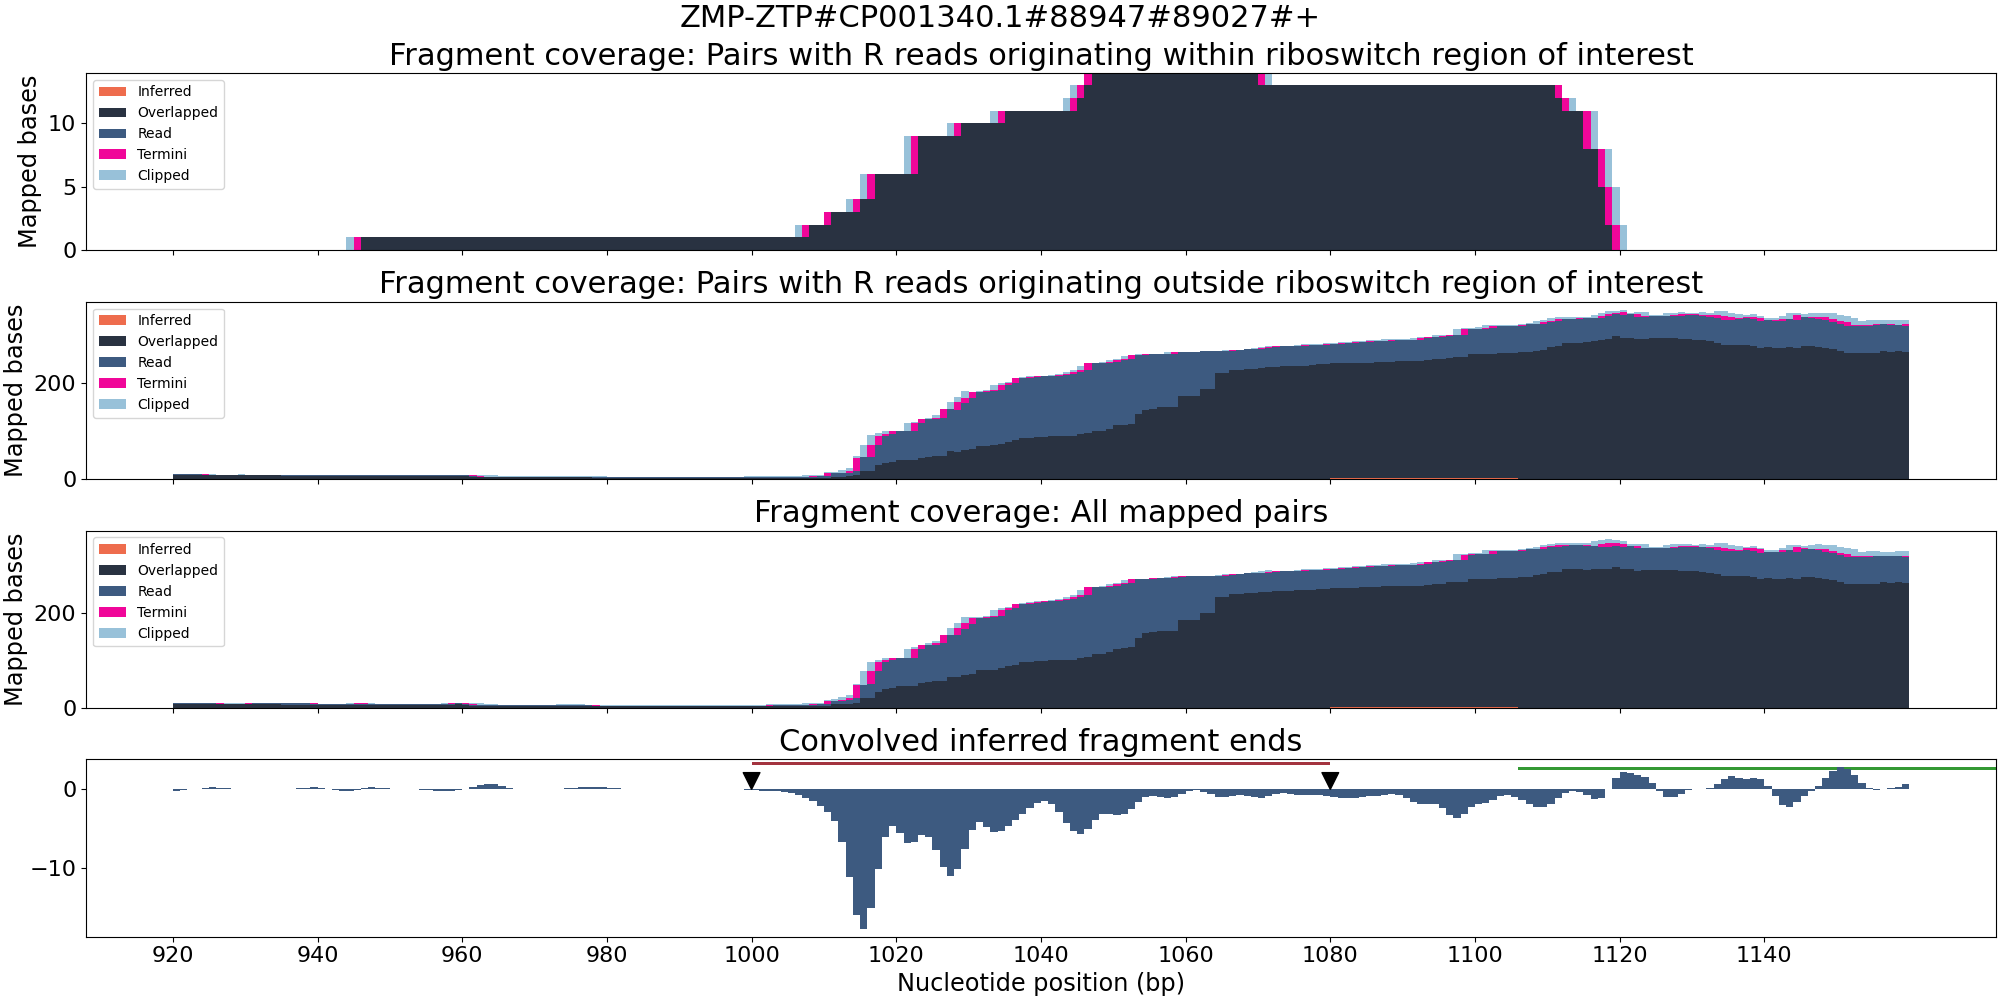 ZMP-ZTP#CP001340.1#88947#89027#+
Fragment coverage: Pairs with R reads originating within riboswitch region of interest
Mapped bases
10
5
0
Inferred
Overlapped
Read
Termini
Clipped
Fragment coverage: Pairs with R reads originating outside riboswitch region of interest
Mapped bases
200
0
Inferred
Overlapped
Read
Termini
Clipped
Fragment coverage: All mapped pairs
Mapped bases
200
0
Inferred
Overlapped
Read
Termini
Clipped
Convolved inferred fragment ends
0
−10
920 940 960 980 1000 1020 1040 1060 1080 1100 1120 1140
Nucleotide position (bp)